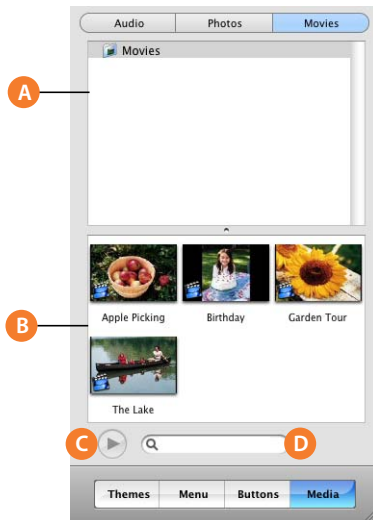 Audio Photos Movies
Movies
A
Apple Picking Birthday Garden Tour
B
The Lake
C D
Themes Menu Buttons Media